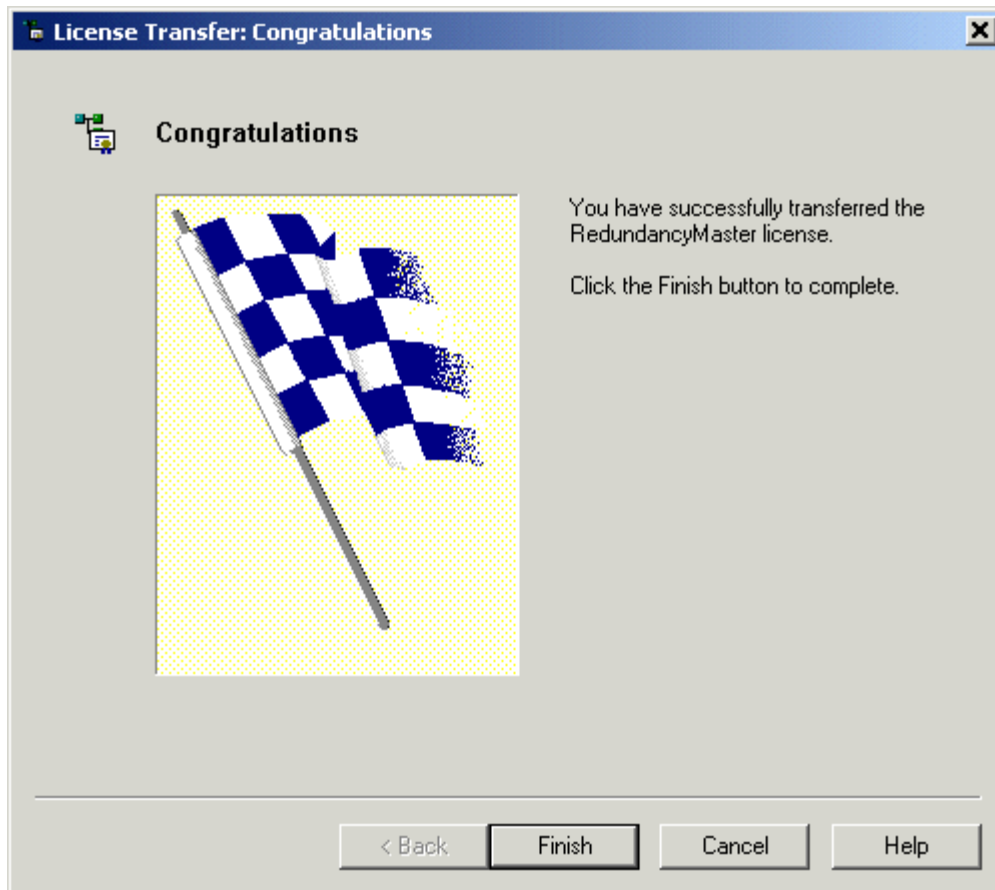 License Transfer: Congratulations
Congratulations
You have successfully transferred the
RedundancyMaster license.
Click the Finish button to complete.
< Back
Finish
Cancel
Help